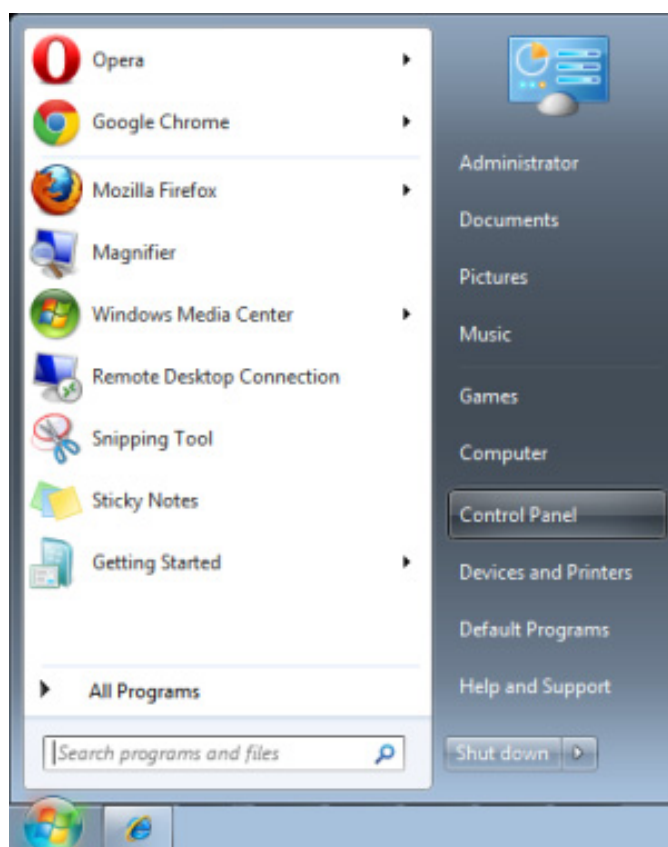 Opera
Google Chrome
Mozilla Firefox
Magnifier
Windows Media Center
Remote Desktop Connection
Snipping Tool
Sticky Notes
Getting Started
All Programs
Search programs and files
Administrator
Documents
Pictures
Music
Games
Computer
Control Panel
Devices and Printers
Default Programs
Help and Support
Shut down